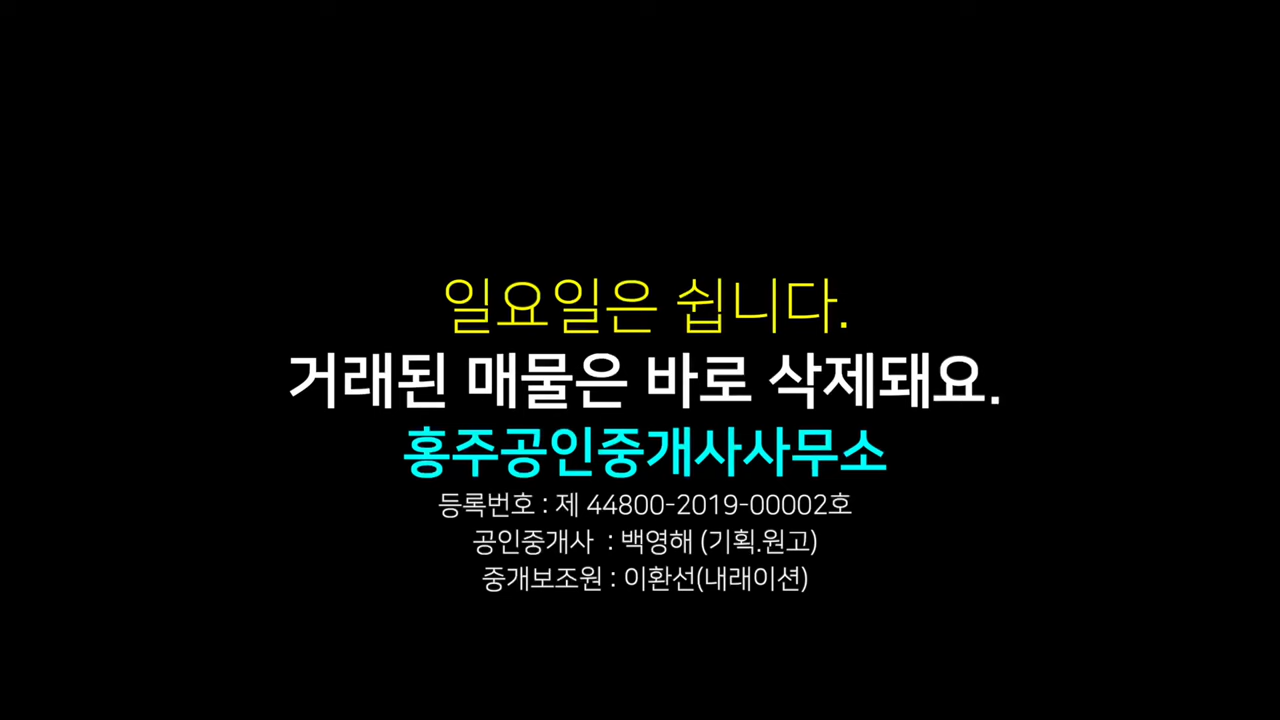 일요일은 쉽니다.
거래된 매물은 바로 삭제돼요.
홍주공인중개사사무소
등록번호 : 제 44800-2019-00002호
공인중개사 : 백영해 (기획.원고)
중개보조원 : 이환선(내래이션)